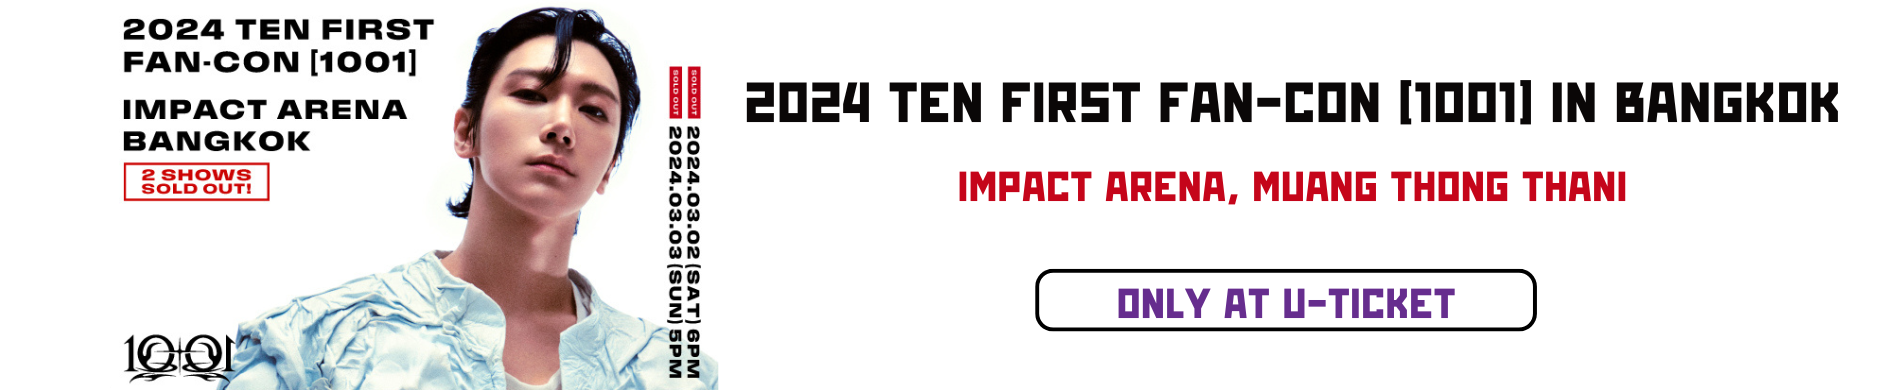 2024 TEN FIRST
FAN-CON [1001]
IMPACT ARENA
BANGKOK
2 SHOWS
SOLD OUT!
1001
SOLD OUT 2024.03.02 (SAT) 6PM
SOLD OUT 2024.03.03 (SUN) 5PM
2024 TEN FIRST FAN-CON [1001] IN BANGKOK
IMPACT ARENA, MUANG THONG THANI
ONLY AT U-TICKET